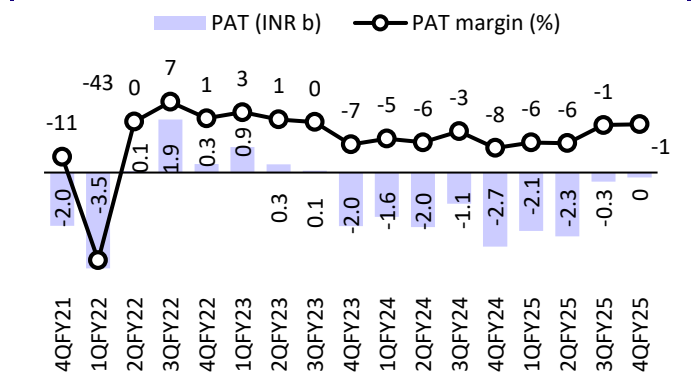 PAT (INR b) PAT margin (%)
-11 -43 0 7 1 3 1 0 -7 -5 -6 -3 -8 -6 -6 -1 -1
-2.0 -3.5 0.1 1.9 0.3 0.9 0.3 0.1 -2.0 -1.6 -2.0 -1.1 -2.7 -2.1 -2.3 -0.3 0
4QFY21 1QFY22 2QFY22 3QFY22 4QFY22 1QFY23 2QFY23 3QFY23 4QFY23 1QFY24 2QFY24 3QFY24 4QFY24 1QFY25 2QFY25 3QFY25 4QFY25